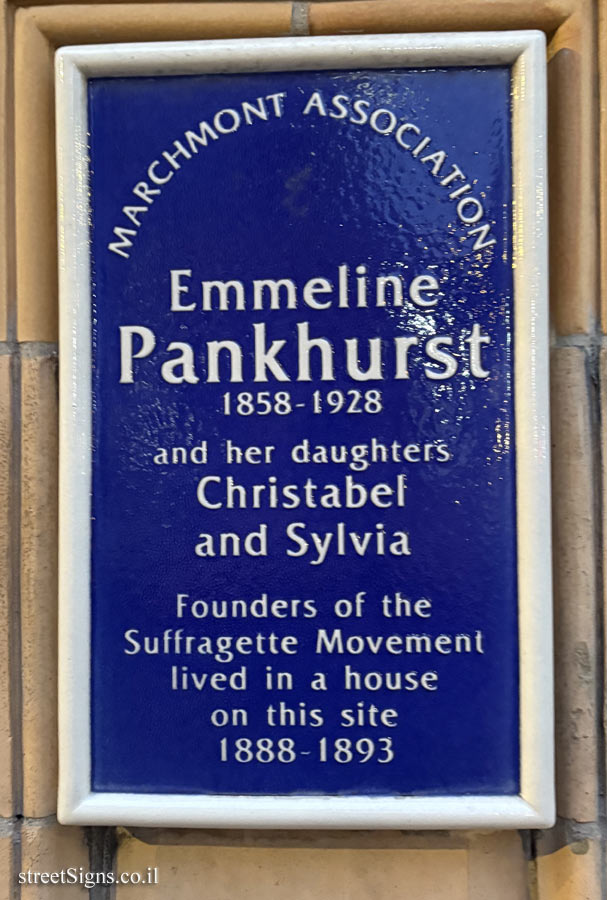 MARCHMONT ASSOCIATION
Emmeline
Pankhurst
1858-1928
and her daughters
Christabel
and Sylvia
Founders of the
Suffragette Movement
lived in a house
on this site
1888-1893
streetSigns.co.il